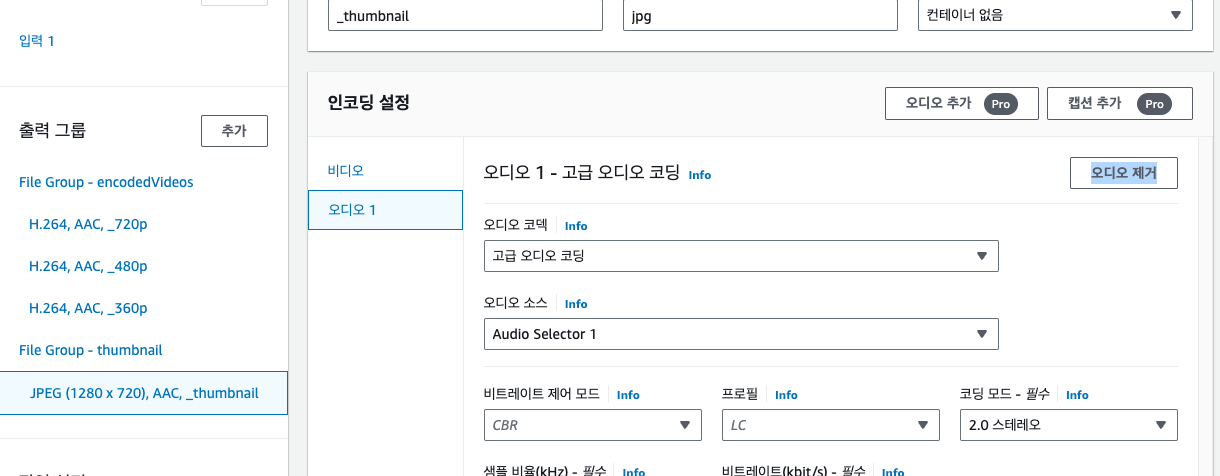 _thumbnail
jpg
컨테이너 없음
입력 1
출력 그룹
추가
File Group - encodedVideos
H.264, AAC, _720p
H.264, AAC, _480p
H.264, AAC, _360p
File Group - thumbnail
JPEG (1280 x 720), AAC, _thumbnail
인코딩 설정
오디오 추가 Pro
캡션 추가 Pro
비디오
오디오 1
오디오 1 - 고급 오디오 코딩 Info
오디오 제거
오디오 코덱 Info
고급 오디오 코딩
오디오 소스 Info
Audio Selector 1
비트레이트 제어 모드 Info
프로필 Info
코딩 모드 - 필수 Info
CBR
LC
2.0 스테레오
샘플 비율(kHz) - 필수 Info
비트레이트(kbit/s) - 필수 Info